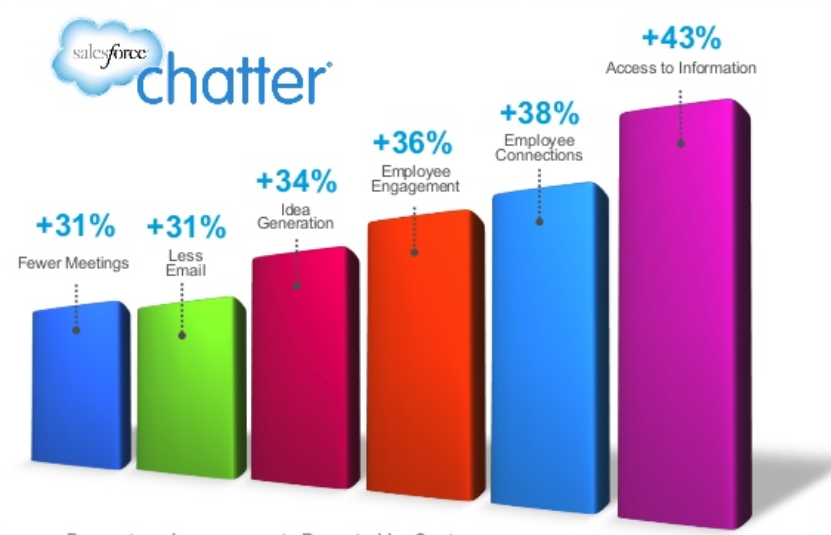 salesforce
chatter
+43%
Access to Information
+38%
Employee
Connections
+36%
Employee
Engagement
+34%
Idea
Generation
+31%
Fewer Meetings
+31%
Less
Email